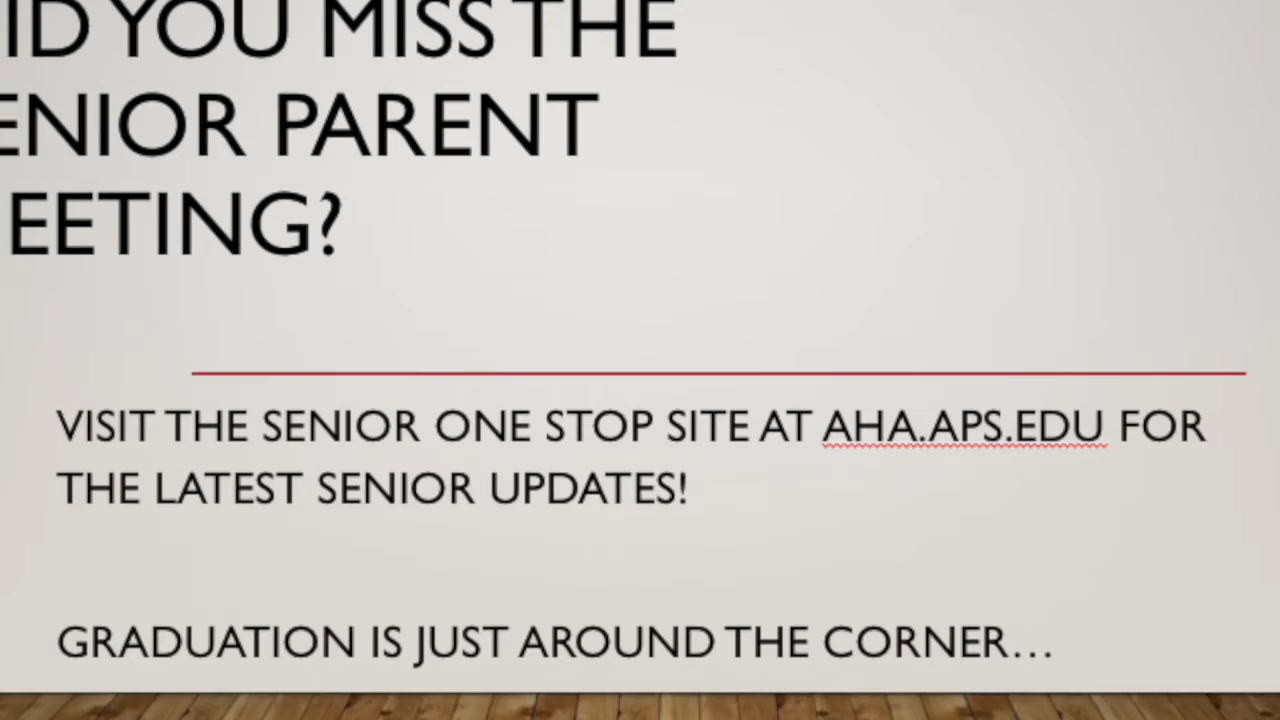 ID YOU MISS THE
ENIOR PARENT
EETING?
VISIT THE SENIOR ONE STOP SITE AT AHA.APS.EDU FOR
THE LATEST SENIOR UPDATES!
GRADUATION IS JUST AROUND THE CORNER…